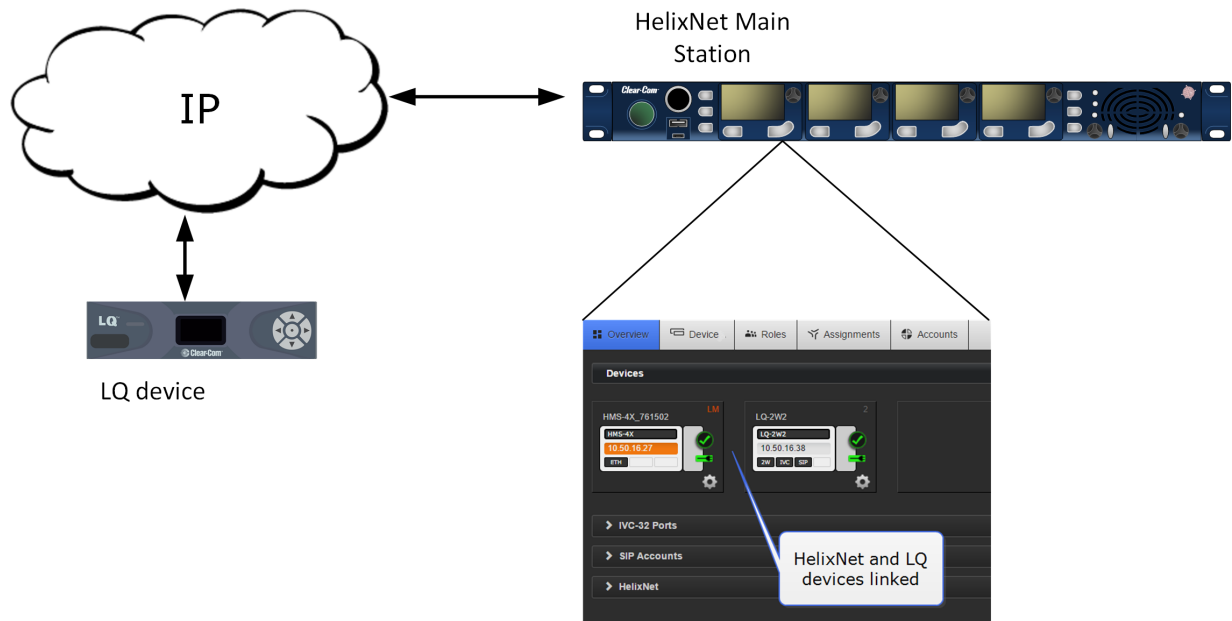 HelixNet Main
Station
IP
Clear-Com
LQ
Clear-Com
LQ device
Overview
Device
Roles
Assignments
Accounts
Devices
HMS-4X_761502
LM
HMS-4X
10.50.16.27
ETH
LQ-2W2
2
LQ-2W2
10.50.16.38
2W
IVC
SIP
IVC-32 Ports
SIP Accounts
HelixNet
HelixNet and LQ
devices linked